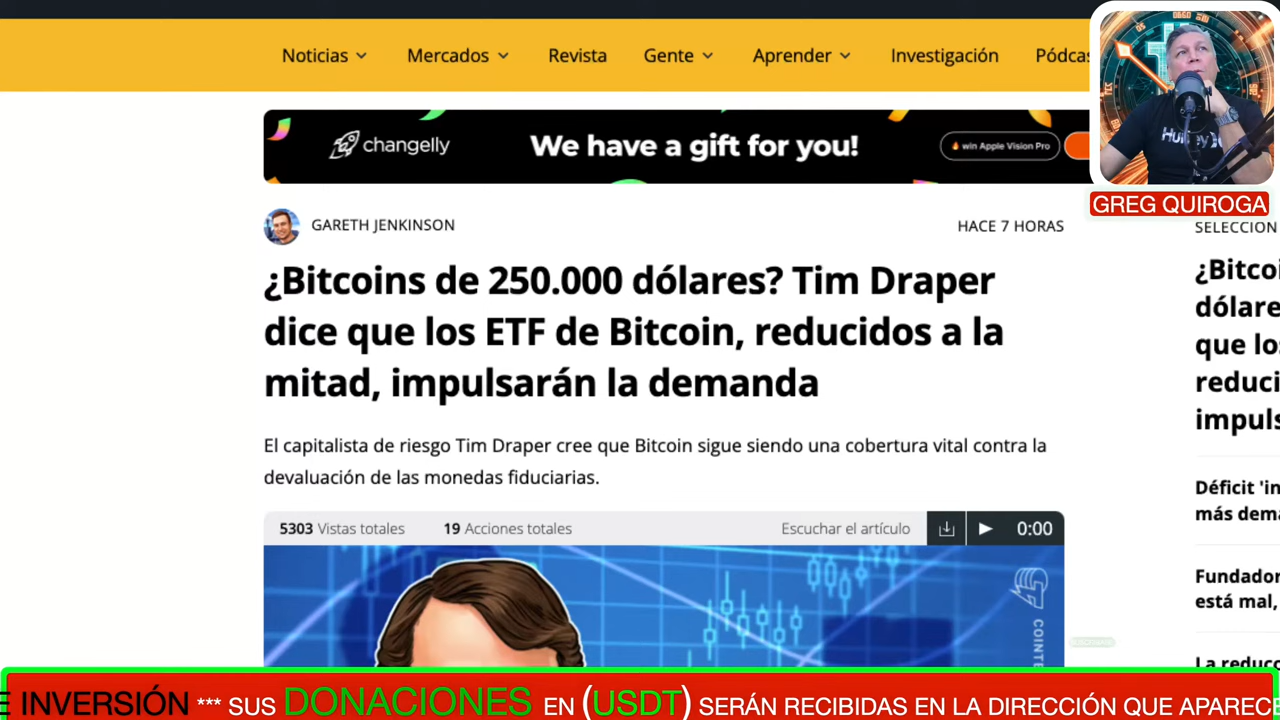 Noticias Mercados Revista Gente Aprender Investigación Pódcas
changelly We have a gift for you! win Apple Vision Pro
GREG QUIROGA
GARETH JENKINSON HACE 7 HORAS
¿Bitcoins de 250.000 dólares? Tim Draper
dice que los ETF de Bitcoin, reducidos a la
mitad, impulsarán la demanda
El capitalista de riesgo Tim Draper cree que Bitcoin sigue siendo una cobertura vital contra la
devaluación de las monedas fiduciarias.
5303 Vistas totales 19 Acciones totales Escuchar el artículo 0:00
COINTE
SELECCION
¿Bitcoi
dólare
que los
reduci
impuls
Déficit 'in
más dema
Fundador
está mal,
La reducc
E INVERSIÓN *** SUS DONACIONES EN (USDT) SERÁN RECIBIDAS EN LA DIRECCIÓN QUE APARECE